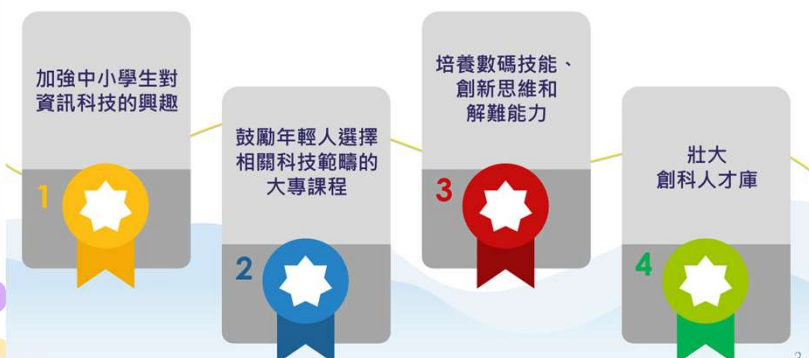 加強中小學生對
資訊科技的興趣
1
鼓勵年輕人選擇
相關科技範疇的
大專課程
2
培養數碼技能、
創新思維和
解難能力
3
壯大
創科人才庫
4